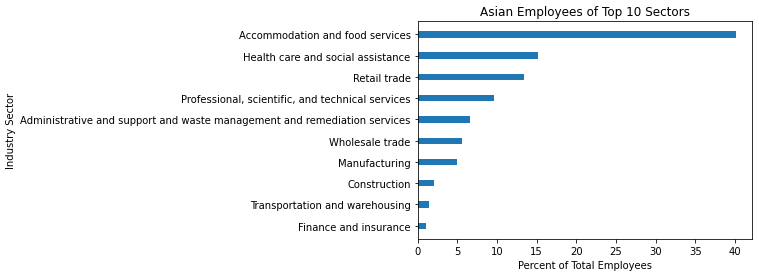 Asian Employees of Top 10 Sectors
Industry Sector
Accommodation and food services
Health care and social assistance
Retail trade
Professional, scientific, and technical services
Administrative and support and waste management and remediation services
Wholesale trade
Manufacturing
Construction
Transportation and warehousing
Finance and insurance
0 5 10 15 20 25 30 35 40
Percent of Total Employees